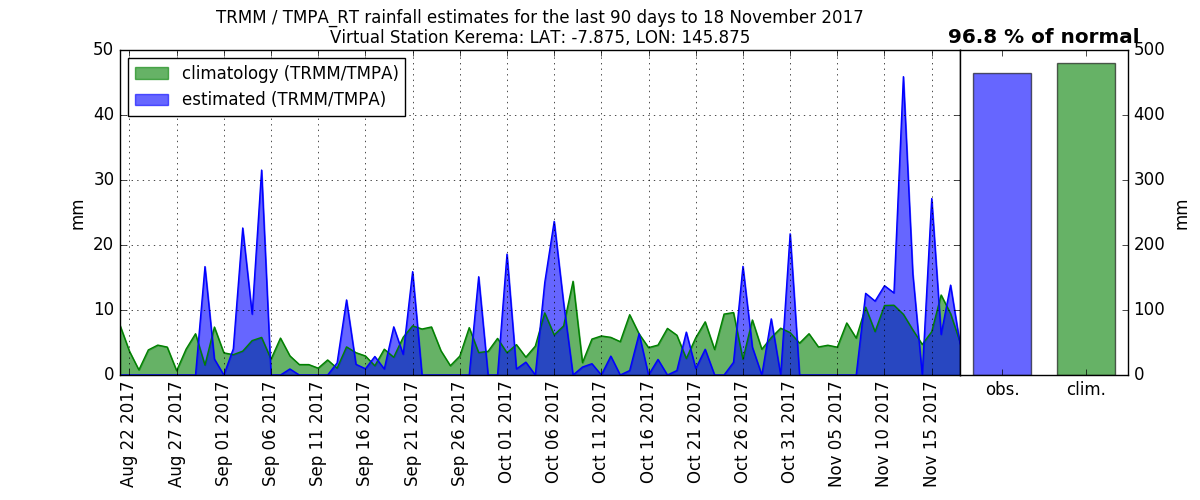 TRMM / TMPA_RT rainfall estimates for the last 90 days to 18 November 2017
Virtual Station Kerema: LAT: -7.875, LON: 145.875
96.8 % of normal
climatology (TRMM/TMPA)
estimated (TRMM/TMPA)
50
40
30
20
10
0
mm
500
400
300
200
100
0
mm
Aug 22 2017
Aug 27 2017
Sep 01 2017
Sep 06 2017
Sep 11 2017
Sep 16 2017
Sep 21 2017
Sep 26 2017
Oct 01 2017
Oct 06 2017
Oct 11 2017
Oct 16 2017
Oct 21 2017
Oct 26 2017
Oct 31 2017
Nov 05 2017
Nov 10 2017
Nov 15 2017
obs.
clim.